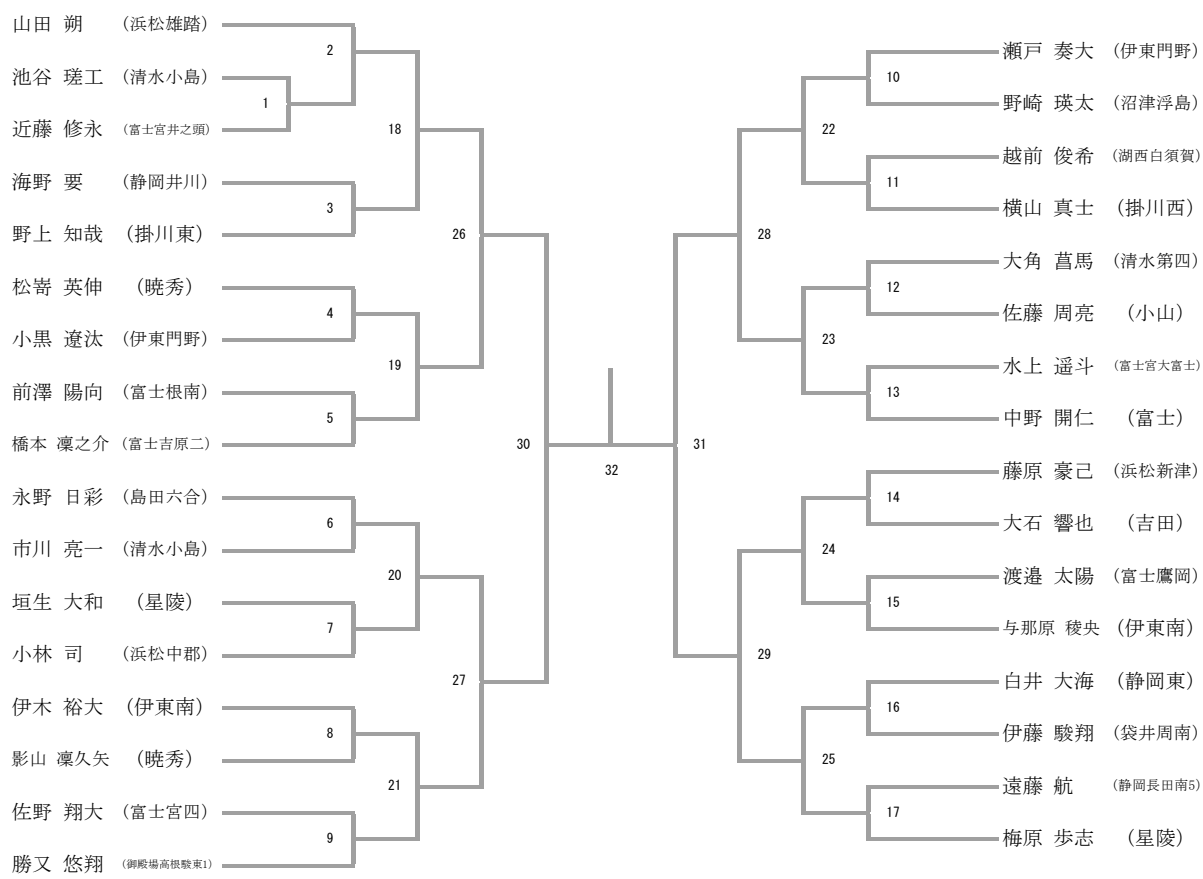 山田 朔 (浜松雄踏)
2
池谷 瑳工 (清水小島)
1
近藤 修永 (富士宮井之頭)
18
海野 要 (静岡井川)
3
野上 知哉 (掛川東)
26
松嵜 英伸 (暁秀)
4
小黒 遼汰 (伊東門野)
19
前澤 陽向 (富士根南)
5
橋本 凜之介 (富士吉原二)
30
永野 日彩 (島田六合)
6
市川 亮一 (清水小島)
20
垣生 大和 (星陵)
7
小林 司 (浜松中郡)
27
伊木 裕大 (伊東南)
8
影山 凜久矢 (暁秀)
21
佐野 翔大 (富士宮四)
9
勝又 悠翔 (御殿場高根駿東1)
32
瀬戸 奏大 (伊東門野)
10
野崎 瑛太 (沼津浮島)
22
越前 俊希 (湖西白須賀)
11
横山 真士 (掛川西)
28
大角 菖馬 (清水第四)
12
佐藤 周亮 (小山)
23
水上 遥斗 (富士宮大富士)
13
中野 開仁 (富士)
31
藤原 豪己 (浜松新津)
14
大石 響也 (吉田)
24
渡邉 太陽 (富士鷹岡)
15
与那原 稜央 (伊東南)
29
白井 大海 (静岡東)
16
伊藤 駿翔 (袋井周南)
25
遠藤 航 (静岡長田南5)
17
梅原 歩志 (星陵)